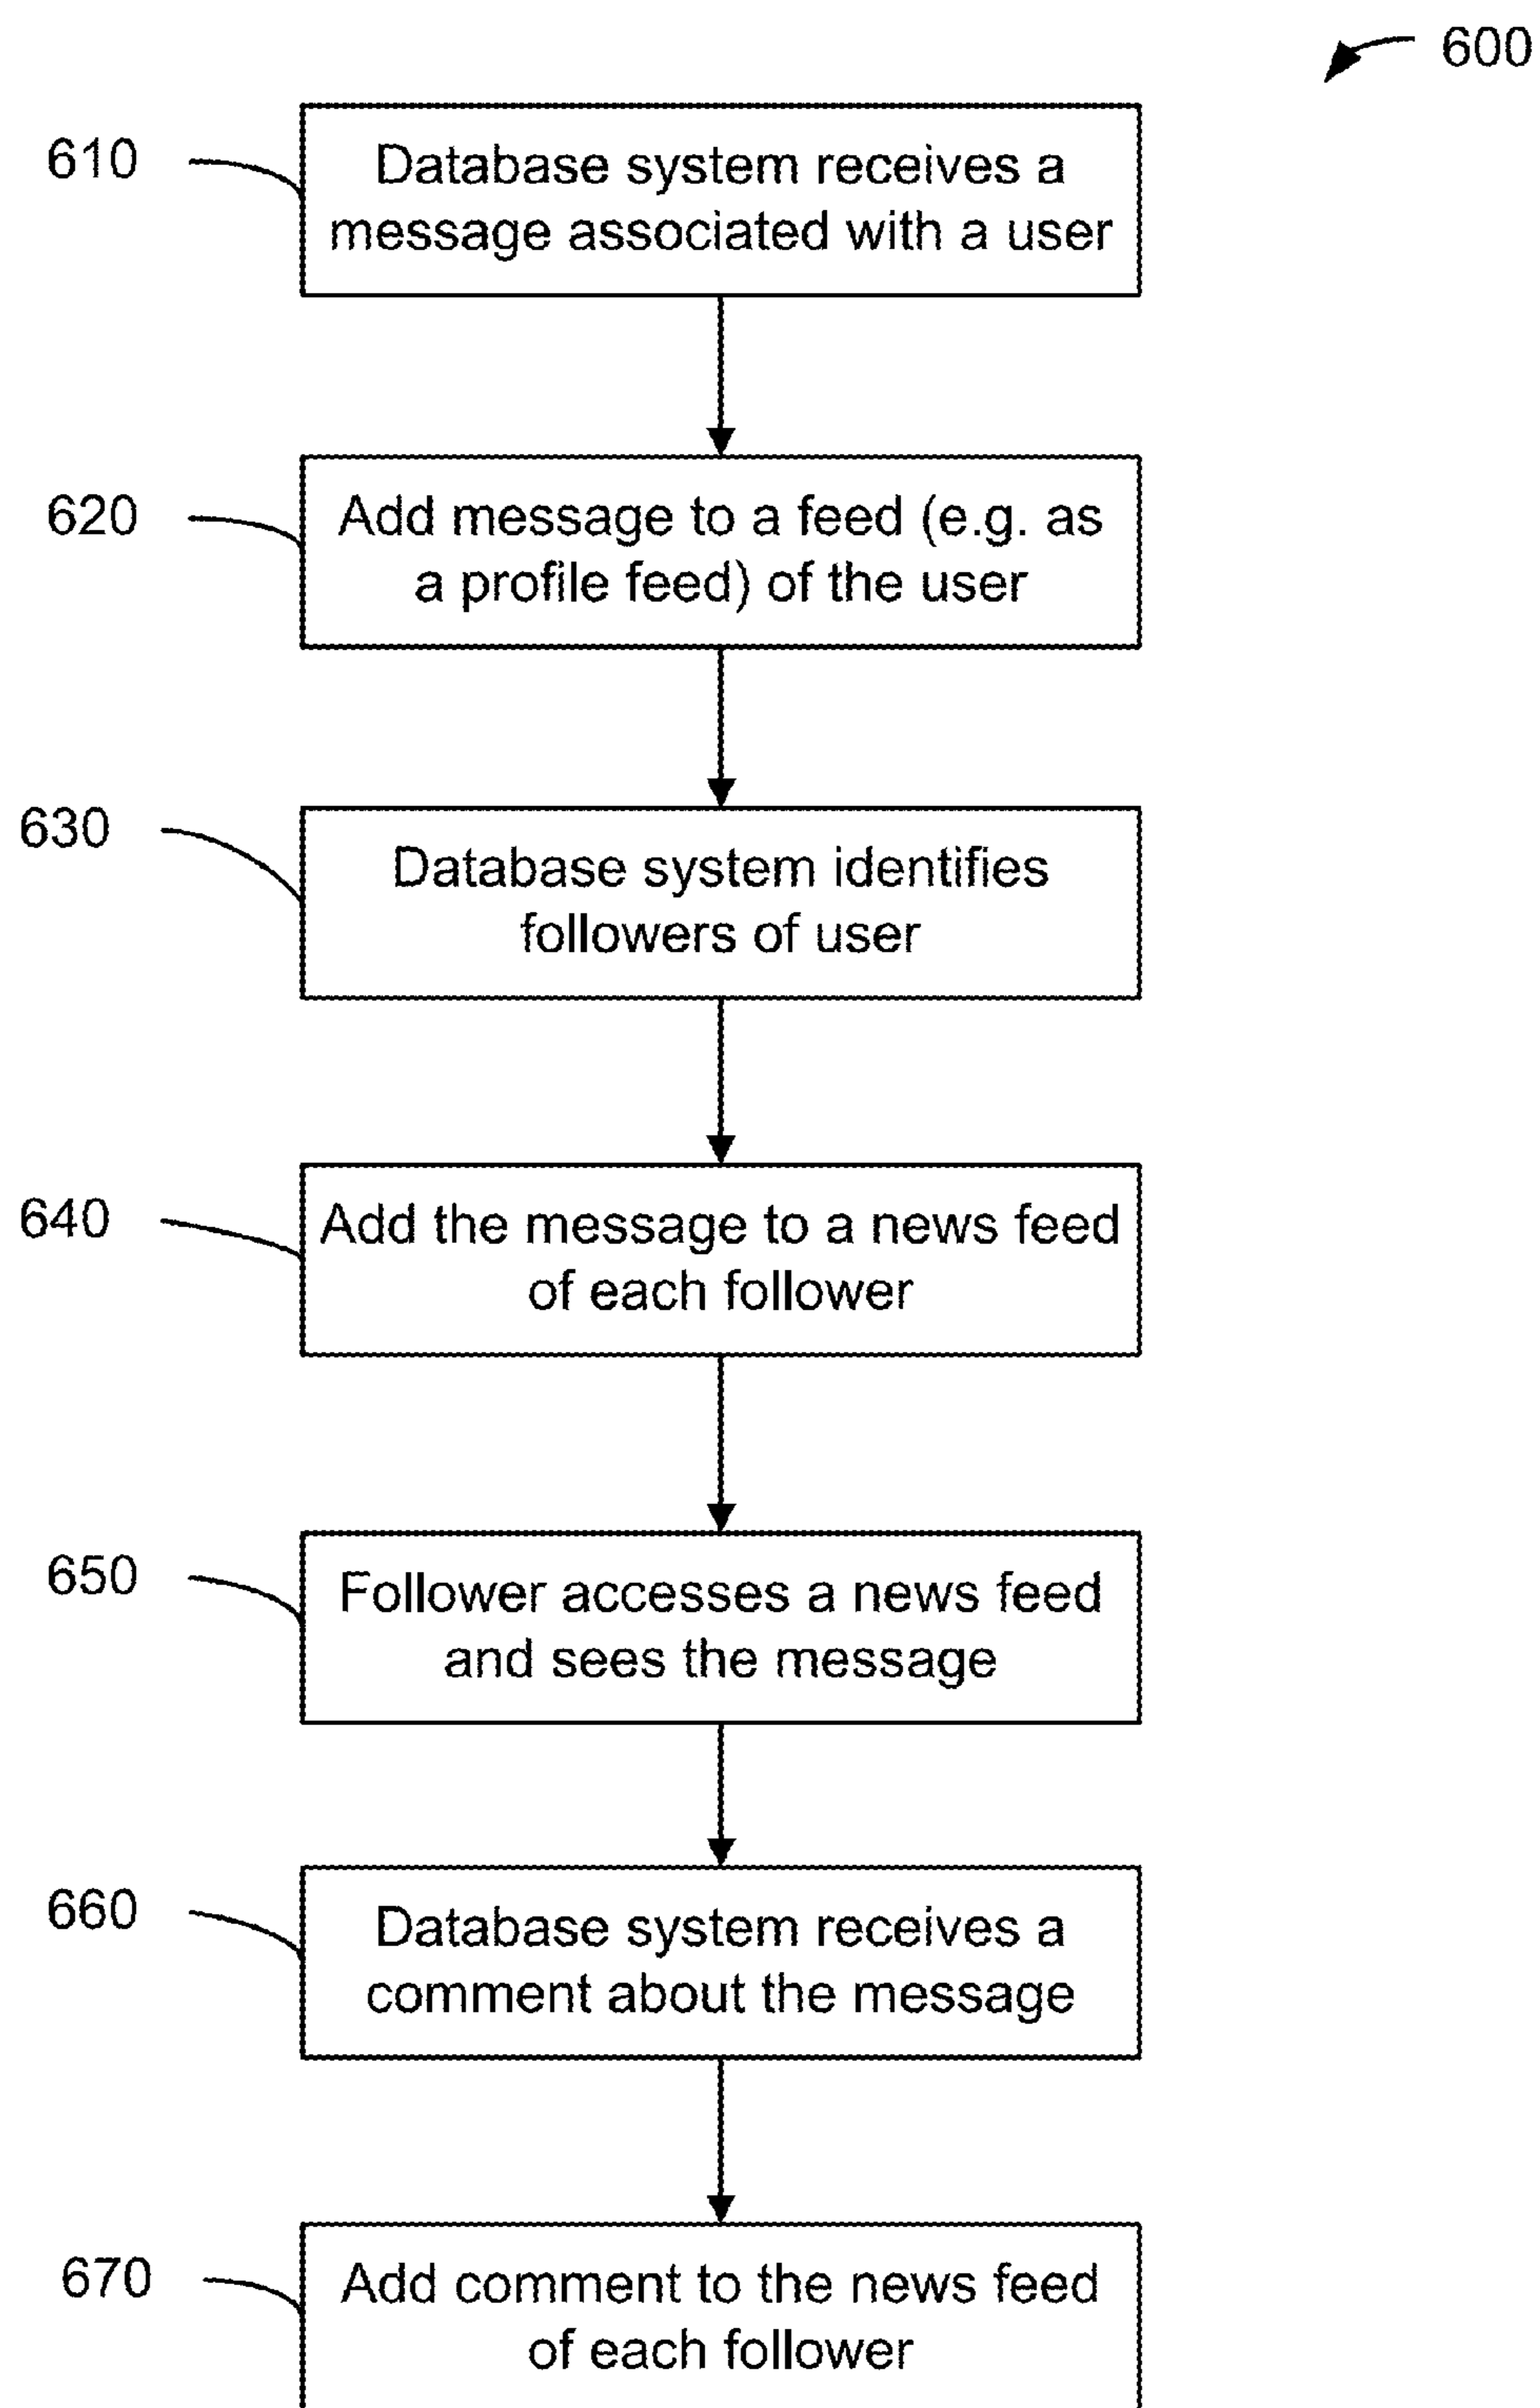 600
610
Database system receives a
message associated with a user
620
Add message to a feed (e.g. as
a profile feed) of the user
630
Database system identifies
followers of user
640
Add the message to a news feed
of each follower
650
Follower accesses a news feed
and sees the message
660
Database system receives a
comment about the message
670
Add comment to the news feed
of each follower